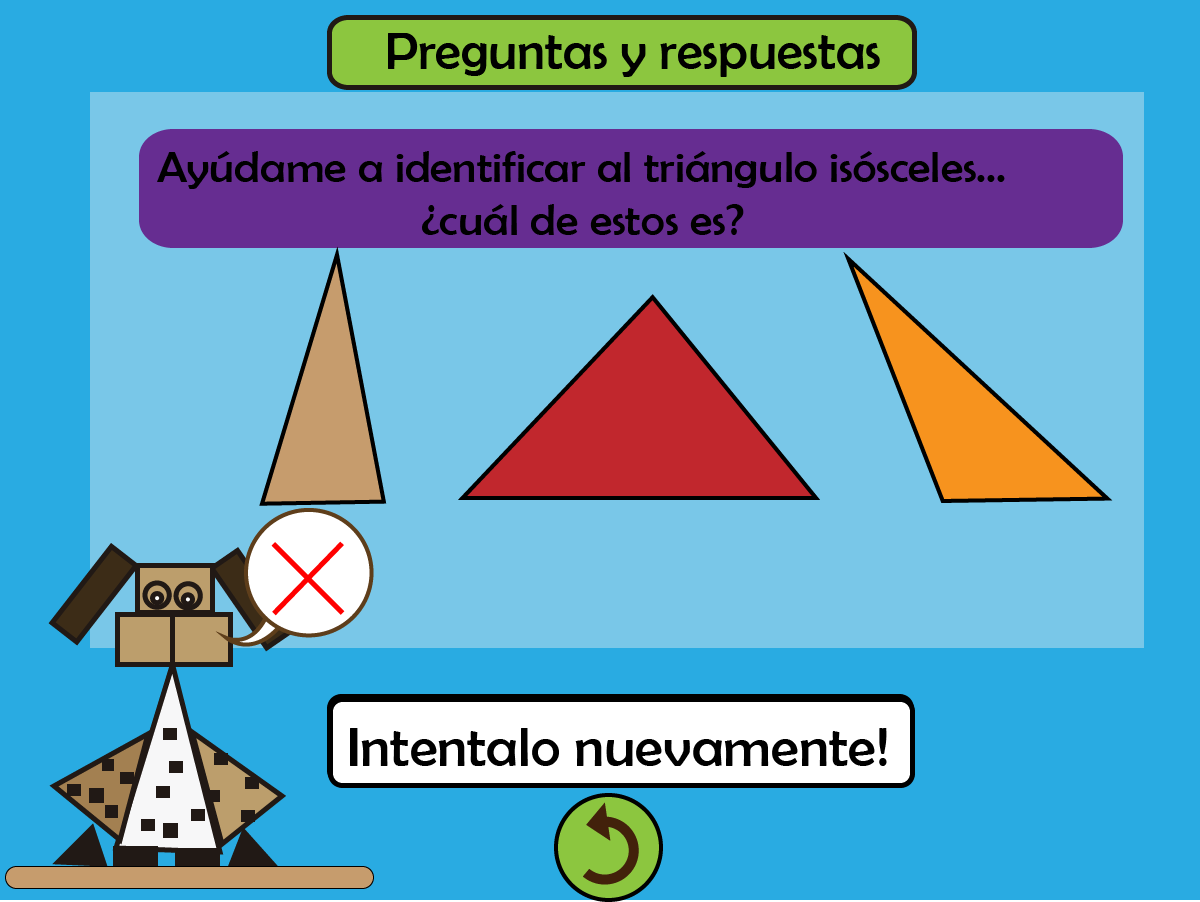 Preguntas y respuestas
Ayúdame a identificar al triángulo isósceles...
¿cuál de estos es?
Intentalo nuevamente!